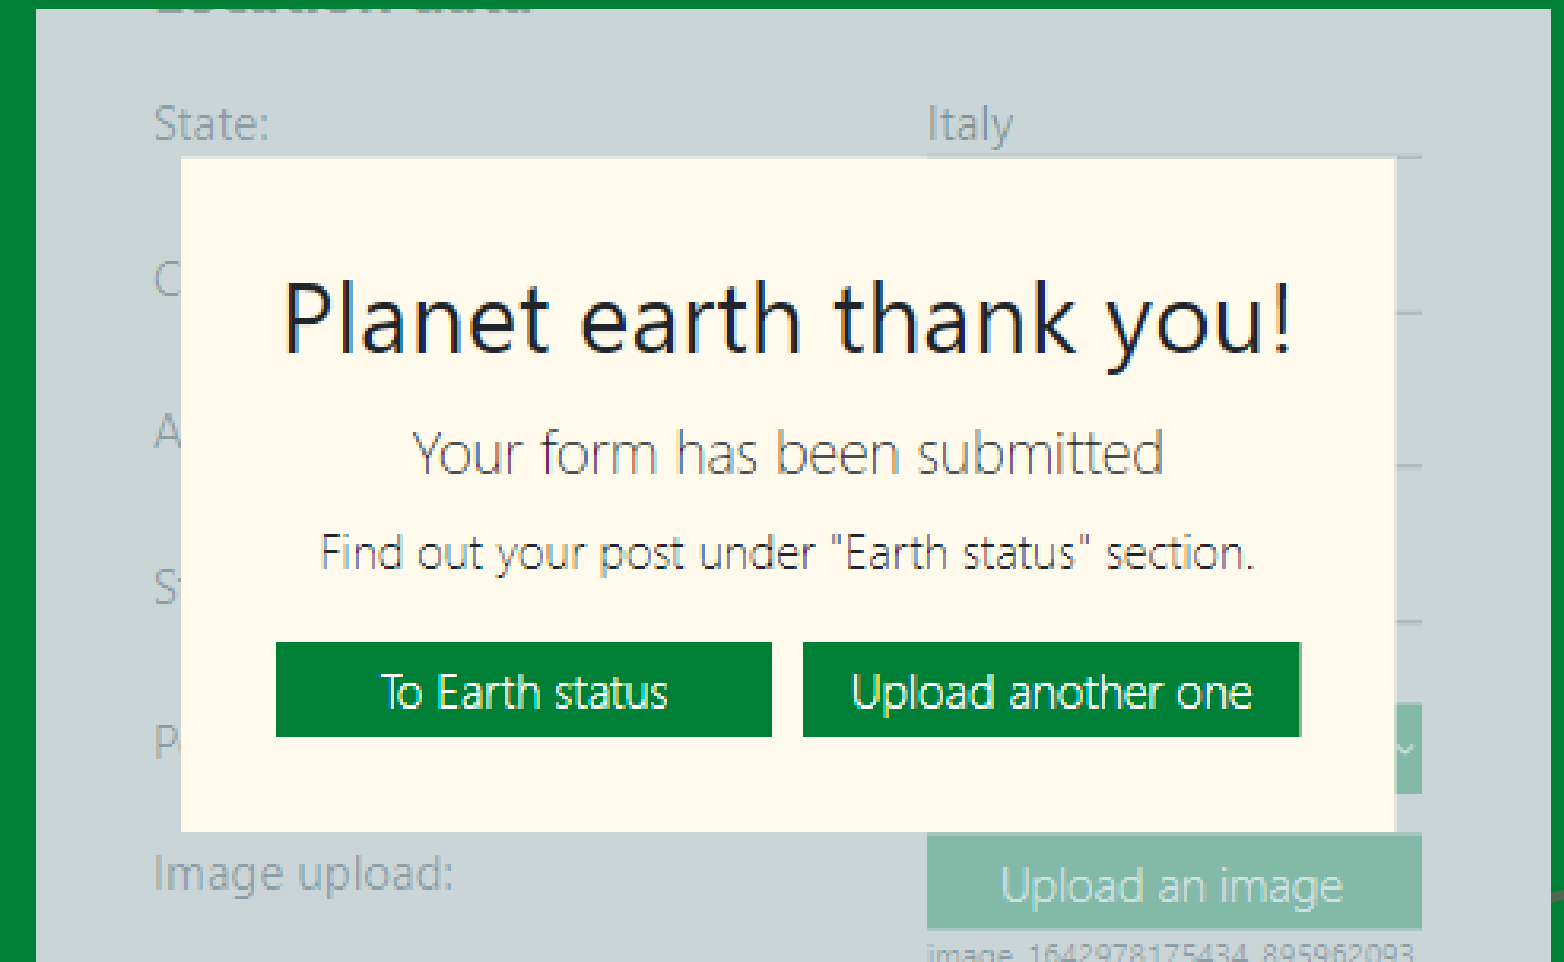 State:
Italy
Planet earth thank you!
Your form has been submitted
Find out your post under "Earth status" section.
To Earth status
Upload another one
Image upload:
Upload an image
image_1642978175434_895962093